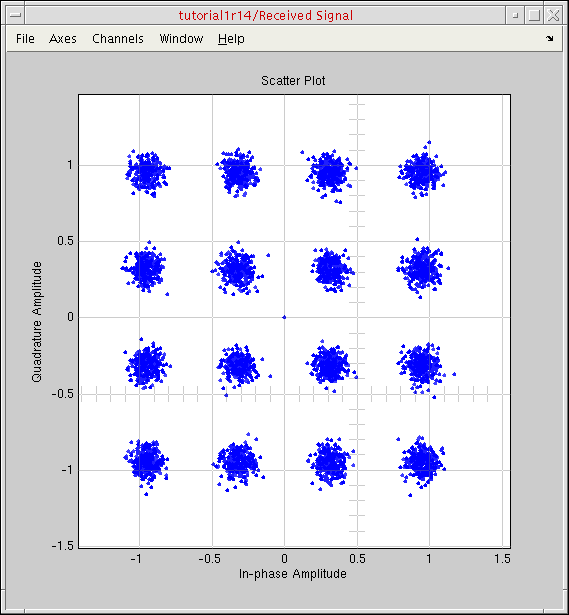 tutorial1r14/Received Signal
File Axes Channels Window Help
Scatter Plot
Quadrature Amplitude
1
0.5
0
-0.5
-1
-1.5
-1 -0.5 0 0.5 1 1.5
In-phase Amplitude